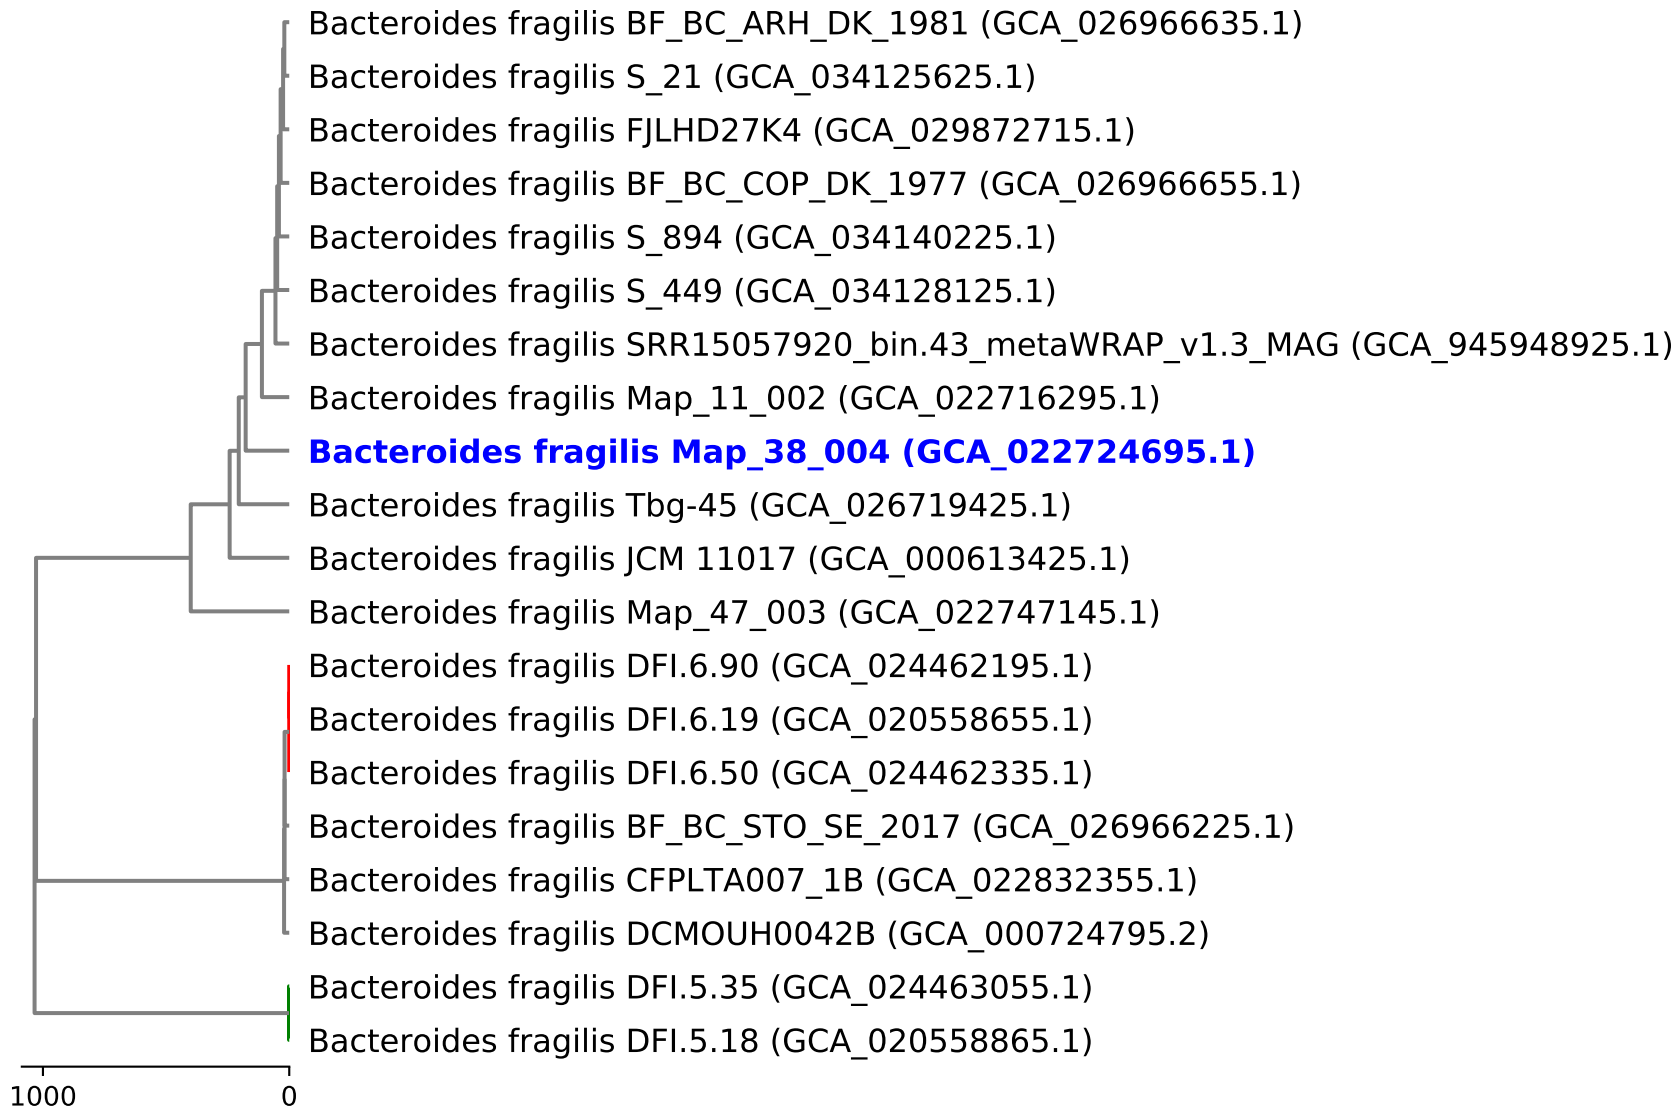 Bacteroides fragilis BF_BC_ARH_DK_1981 (GCA_026966635.1)
Bacteroides fragilis S_21 (GCA_034125625.1)
Bacteroides fragilis FJLHD27K4 (GCA_029872715.1)
Bacteroides fragilis BF_BC_COP_DK_1977 (GCA_026966655.1)
Bacteroides fragilis S_894 (GCA_034140225.1)
Bacteroides fragilis S_449 (GCA_034128125.1)
Bacteroides fragilis SRR15057920_bin.43_metaWRAP_v1.3_MAG (GCA_945948925.1)
Bacteroides fragilis Map_11_002 (GCA_022716295.1)
Bacteroides fragilis Map_38_004 (GCA_022724695.1)
Bacteroides fragilis Tbg-45 (GCA_026719425.1)
Bacteroides fragilis JCM 11017 (GCA_000613425.1)
Bacteroides fragilis Map_47_003 (GCA_022747145.1)
Bacteroides fragilis DFI.6.90 (GCA_024462195.1)
Bacteroides fragilis DFI.6.19 (GCA_020558655.1)
Bacteroides fragilis DFI.6.50 (GCA_024462335.1)
Bacteroides fragilis BF_BC_STO_SE_2017 (GCA_026966225.1)
Bacteroides fragilis CFPLTA007_1B (GCA_022832355.1)
Bacteroides fragilis DCMOUH0042B (GCA_000724795.2)
Bacteroides fragilis DFI.5.35 (GCA_024463055.1)
Bacteroides fragilis DFI.5.18 (GCA_020558865.1)
1000 0